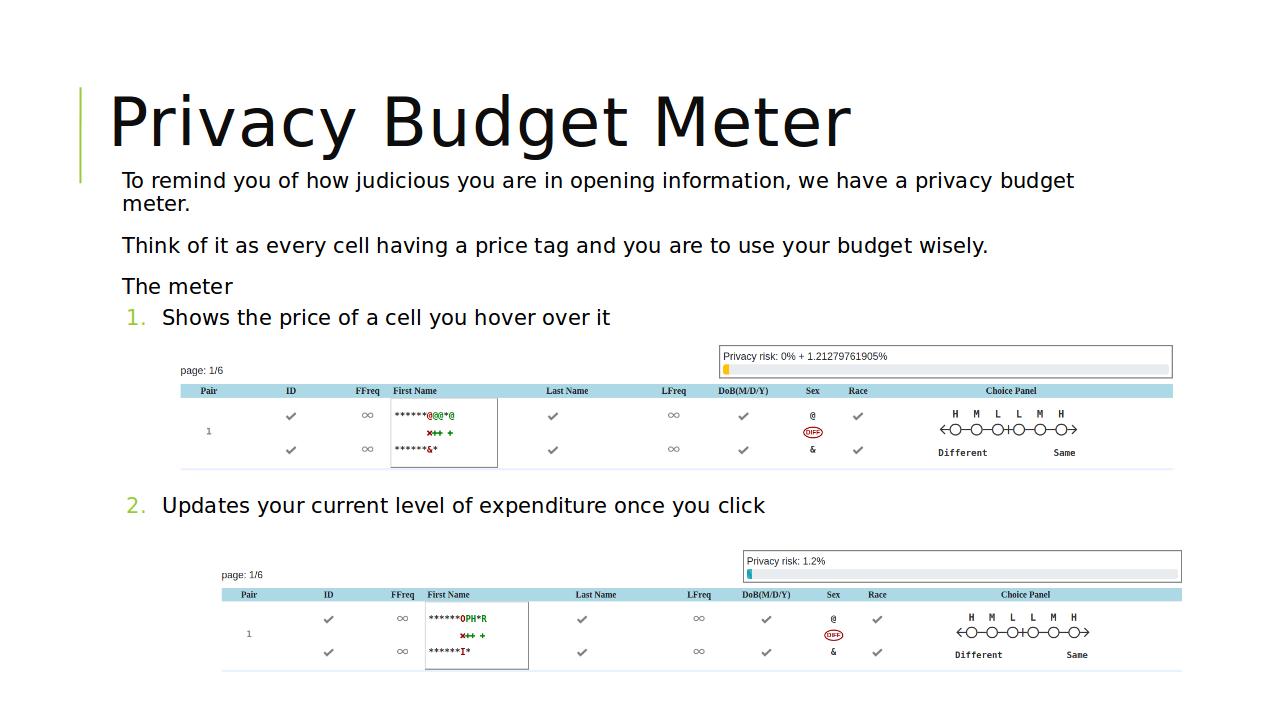 Privacy Budget Meter
To remind you of how judicious you are in opening information, we have a privacy budget
meter.
Think of it as every cell having a price tag and you are to use your budget wisely.
The meter
1. Shows the price of a cell you hover over it
Privacy risk: 0% + 1.21279761905%
page: 1/6
Pair ID FFreq First Name Last Name LFreq DoB(M/D/Y) Sex Race Choice Panel
✔ ∞ ******@@@*@ ✔ ∞ ✔ @ ✔ H M L L M H
1 ×++ + DIFF
✔ ∞ ******&* ✔ ∞ ✔ & ✔ Different Same
2. Updates your current level of expenditure once you click
Privacy risk: 1.2%
page: 1/6
Pair ID FFreq First Name Last Name LFreq DoB(M/D/Y) Sex Race Choice Panel
✔ ∞ ******OPH*R ✔ ∞ ✔ @ ✔ H M L L M H
1 ×++ + DIFF
✔ ∞ ******I* ✔ ∞ ✔ & ✔ Different Same